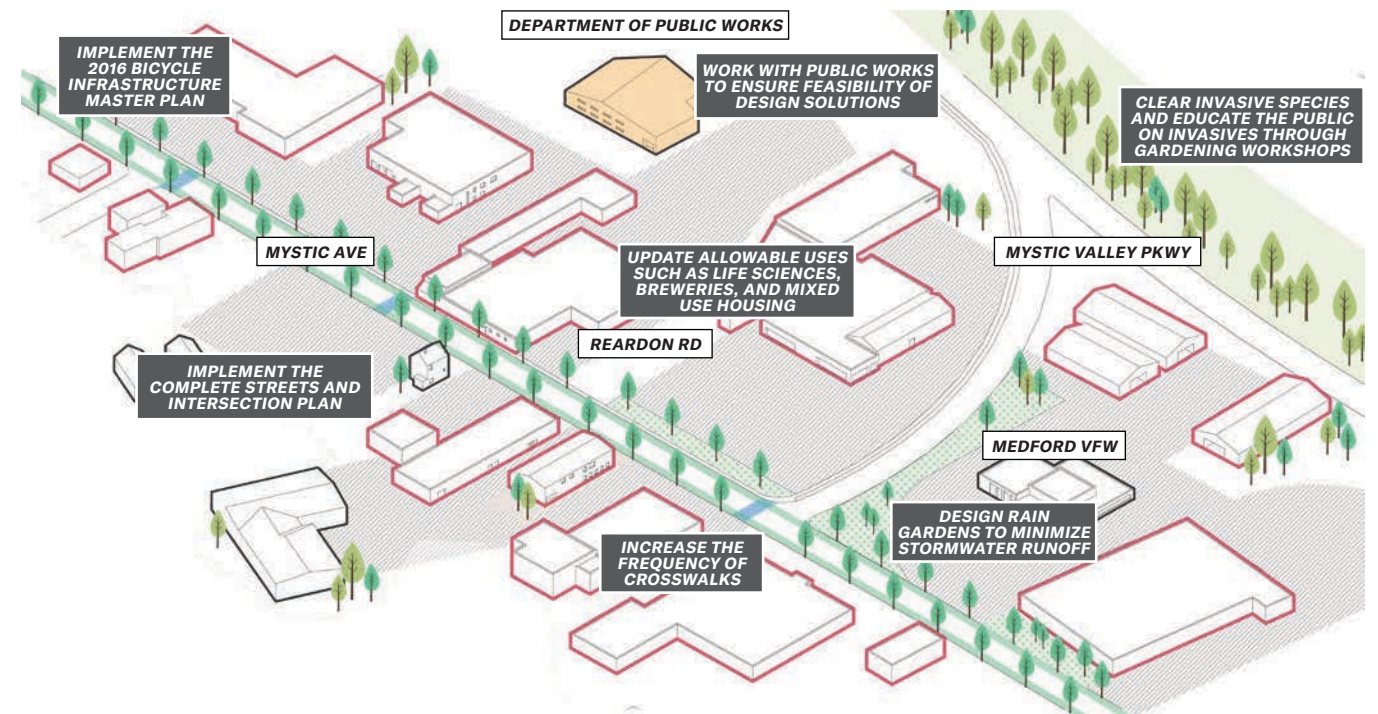 DEPARTMENT OF PUBLIC WORKS
IMPLEMENT THE
2016 BICYCLE
INFRASTRUCTURE
MASTER PLAN
WORK WITH PUBLIC WORKS
TO ENSURE FEASIBILITY OF
DESIGN SOLUTIONS
CLEAR INVASIVE SPECIES
AND EDUCATE THE PUBLIC
ON INVASIVES THROUGH
GARDENING WORKSHOPS
MYSTIC AVE
UPDATE ALLOWABLE USES
SUCH AS LIFE SCIENCES,
BREWERIES, AND MIXED
USE HOUSING
MYSTIC VALLEY PKWY
REARDON RD
IMPLEMENT THE
COMPLETE STREETS AND
INTERSECTION PLAN
MEDFORD VFW
DESIGN RAIN
GARDENS TO MINIMIZE
STORMWATER RUNOFF
INCREASE THE
FREQUENCY OF
CROSSWALKS